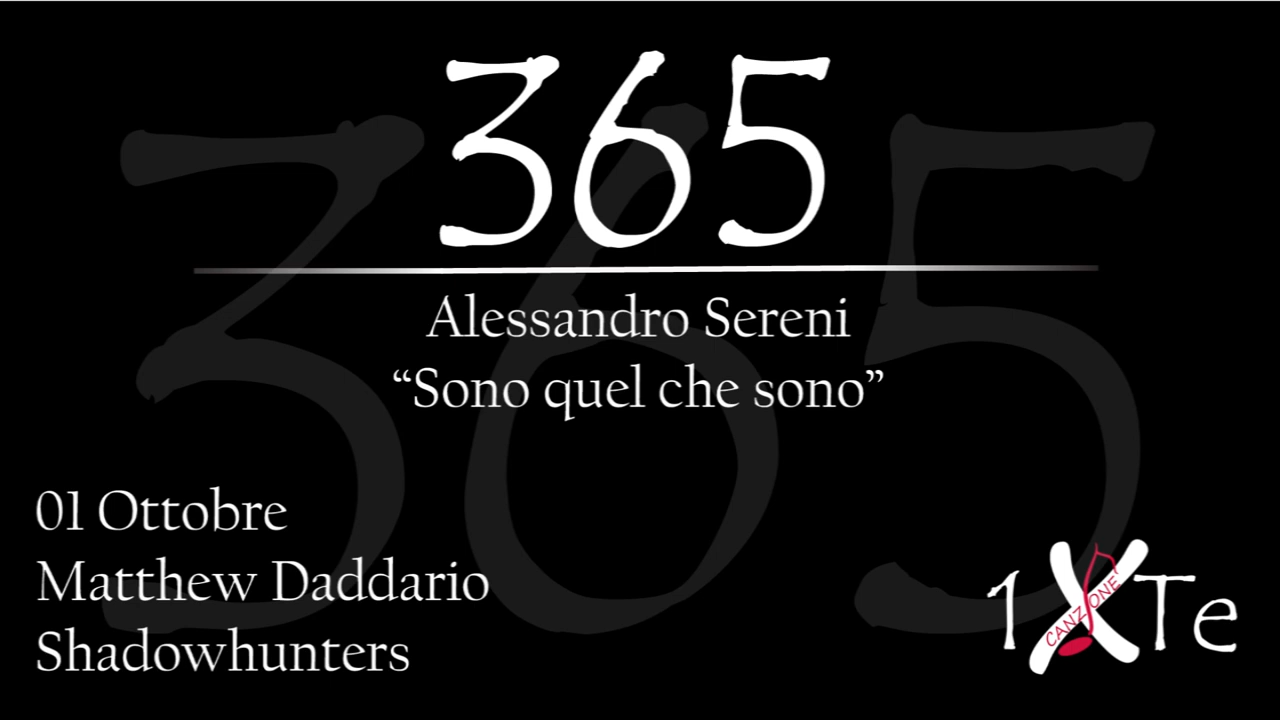 365
Alessandro Sereni
“Sono quel che sono”
01 Ottobre
Matthew Daddario
Shadowhunters
1XTe
CANZONE